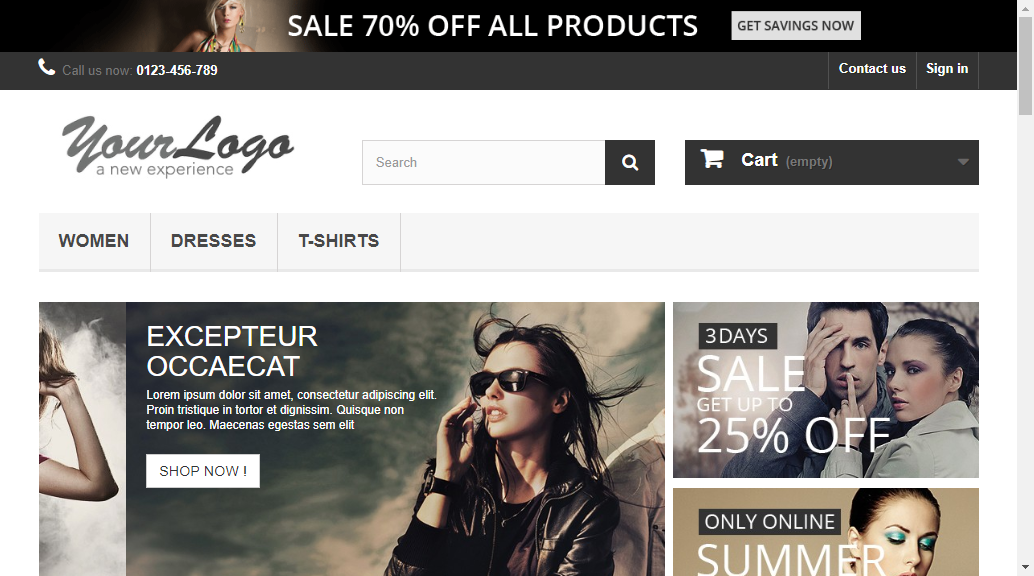 SALE 70% OFF ALL PRODUCTS GET SAVINGS NOW
Call us now: 0123-456-789 Contact us Sign in
YourLogo
a new experience
Search Cart (empty)
WOMEN DRESSES T-SHIRTS
EXCEPTEUR
OCCAECAT
Lorem ipsum dolor sit amet, consectetur adipiscing elit.
Proin tristique in tortor et dignissim. Quisque non
tempor leo. Maecenas egestas sem elit
SHOP NOW !
3 DAYS
SALE
GET UP TO
25% OFF
ONLY ONLINE
SUMMER